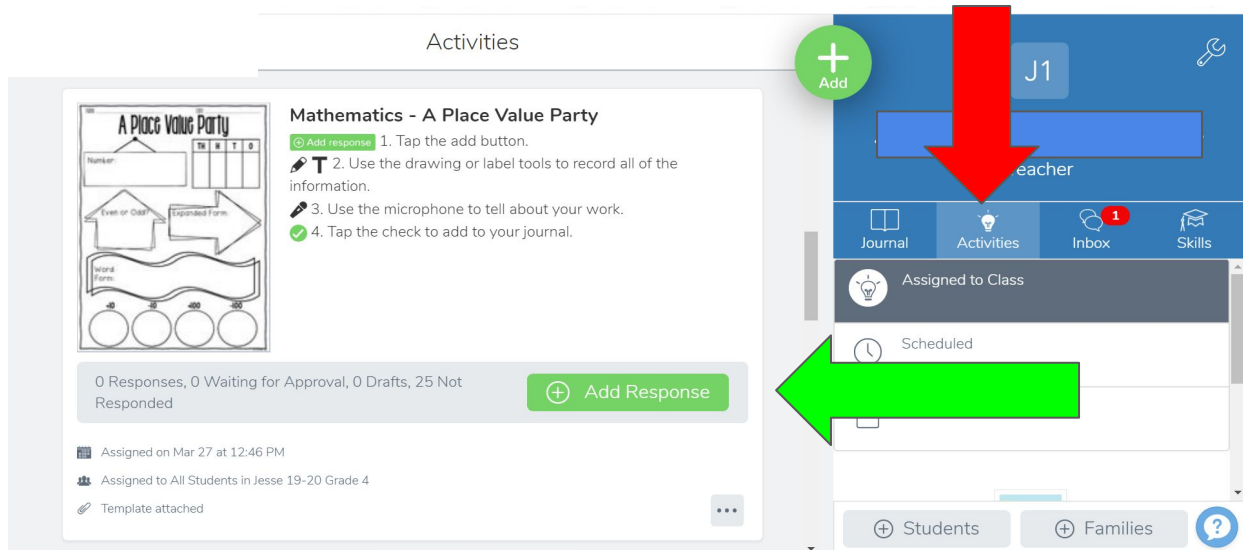 Activities
Add
J1
eacher
Journal
Activities
Inbox
1
Skills
A Place Value Party
TH H T O
Number:
Even or Odd?
Expanded Form
Word
Form:
-10
-100
Mathematics - A Place Value Party
Add response 1. Tap the add button.
T 2. Use the drawing or label tools to record all of the
information.
3. Use the microphone to tell about your work.
4. Tap the check to add to your journal.
0 Responses, 0 Waiting for Approval, 0 Drafts, 25 Not
Responded
Add Response
Assigned on Mar 27 at 12:46 PM
Assigned to All Students in Jesse 19-20 Grade 4
Template attached
Assigned to Class
Scheduled
Students
Families
?